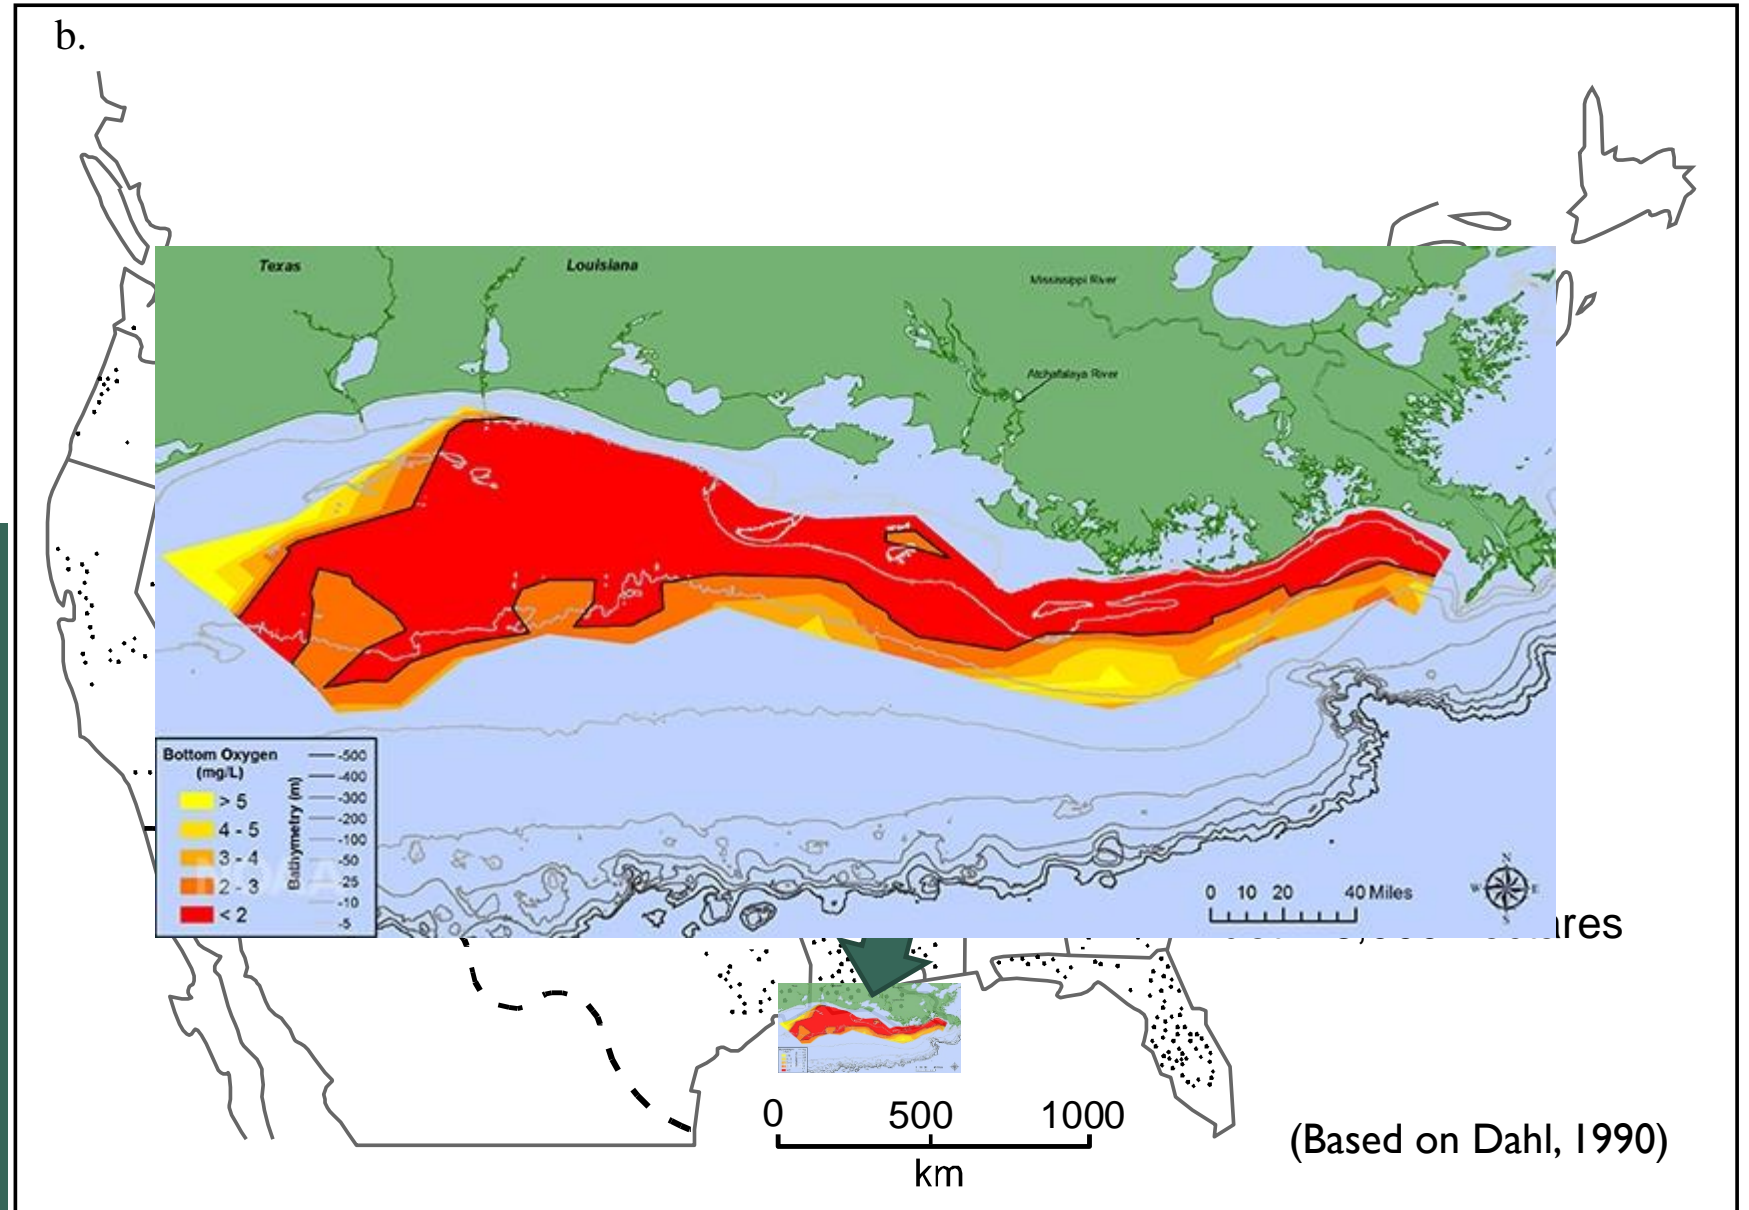 b.
Texas
Louisiana
Mississippi River
Atchafalaya River
Bottom Oxygen
(mg/L)
> 5
4 - 5
3 - 4
2 - 3
< 2
Bathymetry (m)
-500
-400
-300
-200
-100
-50
-25
-10
-5
NOAA
0 10 20 40 Miles
N
W E
S
0 500 1000
km
(Based on Dahl, 1990)